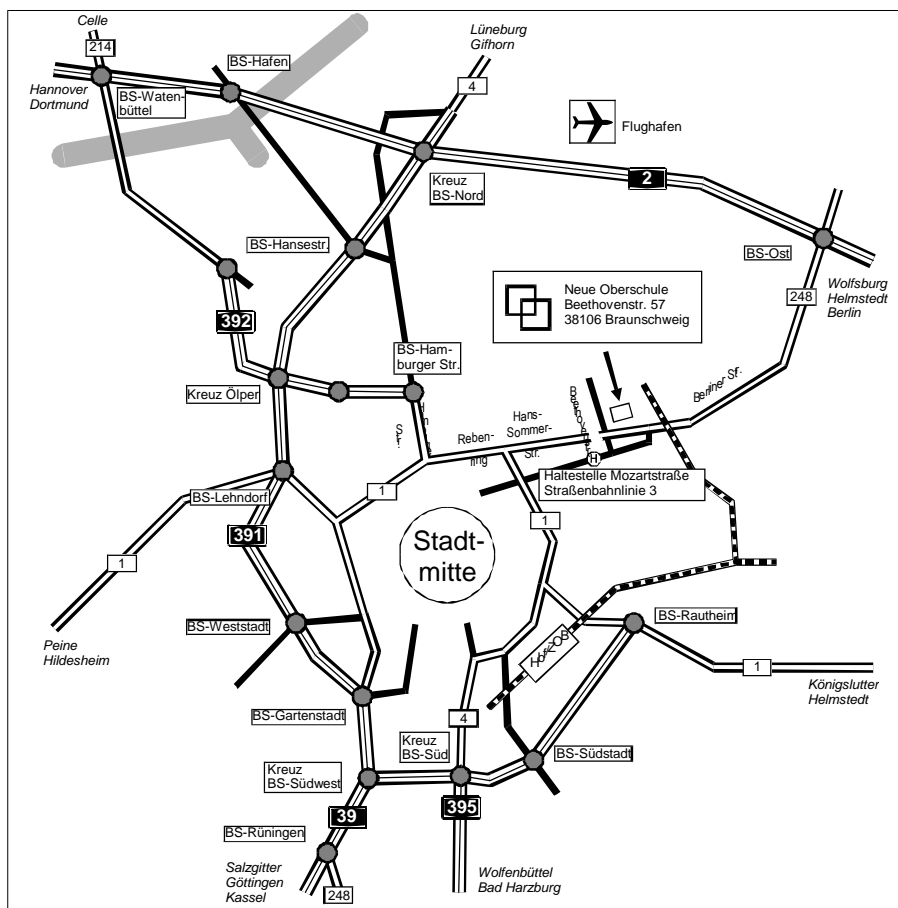 Celle
214
BS-Hafen
Lüneburg
Gifhorn
4
Hannover
Dortmund
BS-Waten-
büttel
Flughafen
Kreuz
BS-Nord
2
BS-Hansestr.
BS-Ost
Wolfsburg
Helmstedt
Berlin
248
Neue Oberschule
Beethovenstr. 57
38106 Braunschweig
392
BS-Ham-
burger Str.
Kreuz Ölper
Berliner Str.
Hans-
Sommer-
Str.
Reben-
ring
H
Haltestelle Mozartstraße
Straßenbahnlinie 3
1
BS-Lehndorf
391
1
1
Stadt-
mitte
Peine
Hildesheim
BS-Weststadt
BS-Rautheim
Hbf/ZOB
1
Königslutter
Helmstedt
BS-Gartenstadt
4
Kreuz
BS-Süd
BS-Südstadt
Kreuz
BS-Südwest
39
395
BS-Rüningen
Salzgitter
Göttingen
Kassel
248
Wolfenbüttel
Bad Harzburg